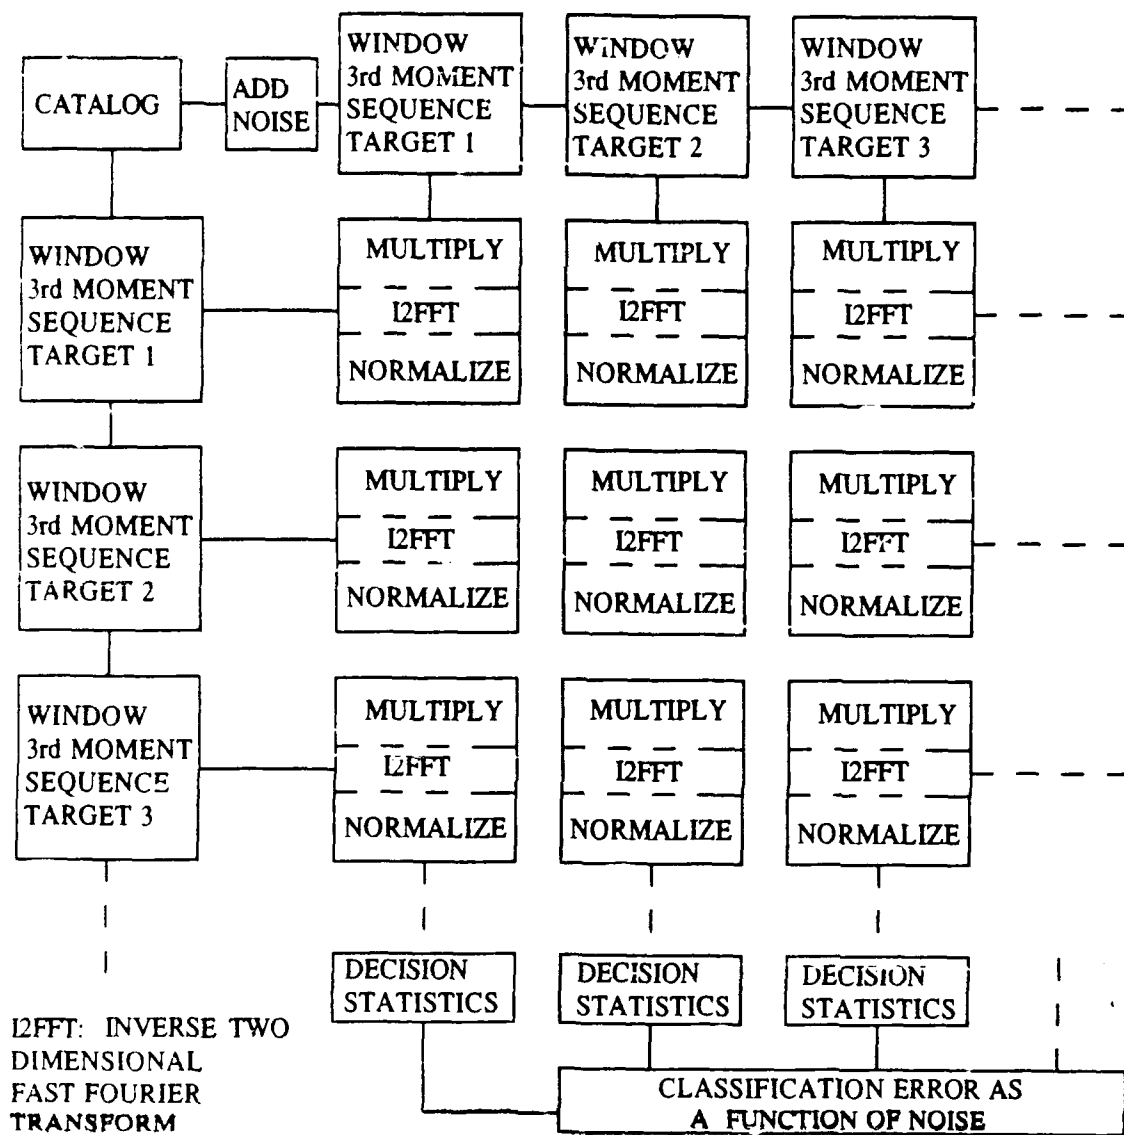 CATALOG
ADD
NOISE
WINDOW
3rd MOMENT
SEQUENCE
TARGET 1
WINDOW
3rd MOMENT
SEQUENCE
TARGET 2
WINDOW
3rd MOMENT
SEQUENCE
TARGET 3
WINDOW
3rd MOMENT
SEQUENCE
TARGET 1
MULTIPLY
I2FFT
NORMALIZE
MULTIPLY
I2FFT
NORMALIZE
MULTIPLY
I2FFT
NORMALIZE
WINDOW
3rd MOMENT
SEQUENCE
TARGET 2
MULTIPLY
I2FFT
NORMALIZE
MULTIPLY
I2FFT
NORMALIZE
MULTIPLY
I2FFT
NORMALIZE
WINDOW
3rd MOMENT
SEQUENCE
TARGET 3
MULTIPLY
I2FFT
NORMALIZE
MULTIPLY
I2FFT
NORMALIZE
MULTIPLY
I2FFT
NORMALIZE
DECISION
STATISTICS
DECISION
STATISTICS
DECISION
STATISTICS
I2FFT: INVERSE TWO
DIMENSIONAL
FAST FOURIER
TRANSFORM
CLASSIFICATION ERROR AS
A FUNCTION OF NOISE